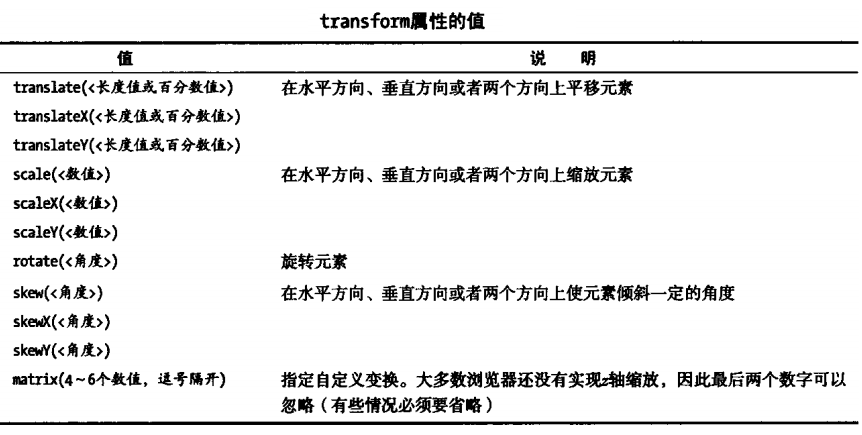 transform属性的值
值 说 明
translate(<长度值或百分数值>) 在水平方向、垂直方向或者两个方向上平移元素
translateX(<长度值或百分数值>)
translateY(<长度值或百分数值>)
scale(<数值>) 在水平方向、垂直方向或者两个方向上缩放元素
scaleX(<数值>)
scaleY(<数值>)
rotate(<角度>) 旋转元素
skew(<角度>) 在水平方向、垂直方向或者两个方向上使元素倾斜一定的角度
skewX(<角度>)
skewY(<角度>)
matrix(4~6个数值，逗号隔开) 指定自定义变换。大多数浏览器还没有实现z轴缩放，因此最后两个数字可以
忽略（有些情况必须要省略）